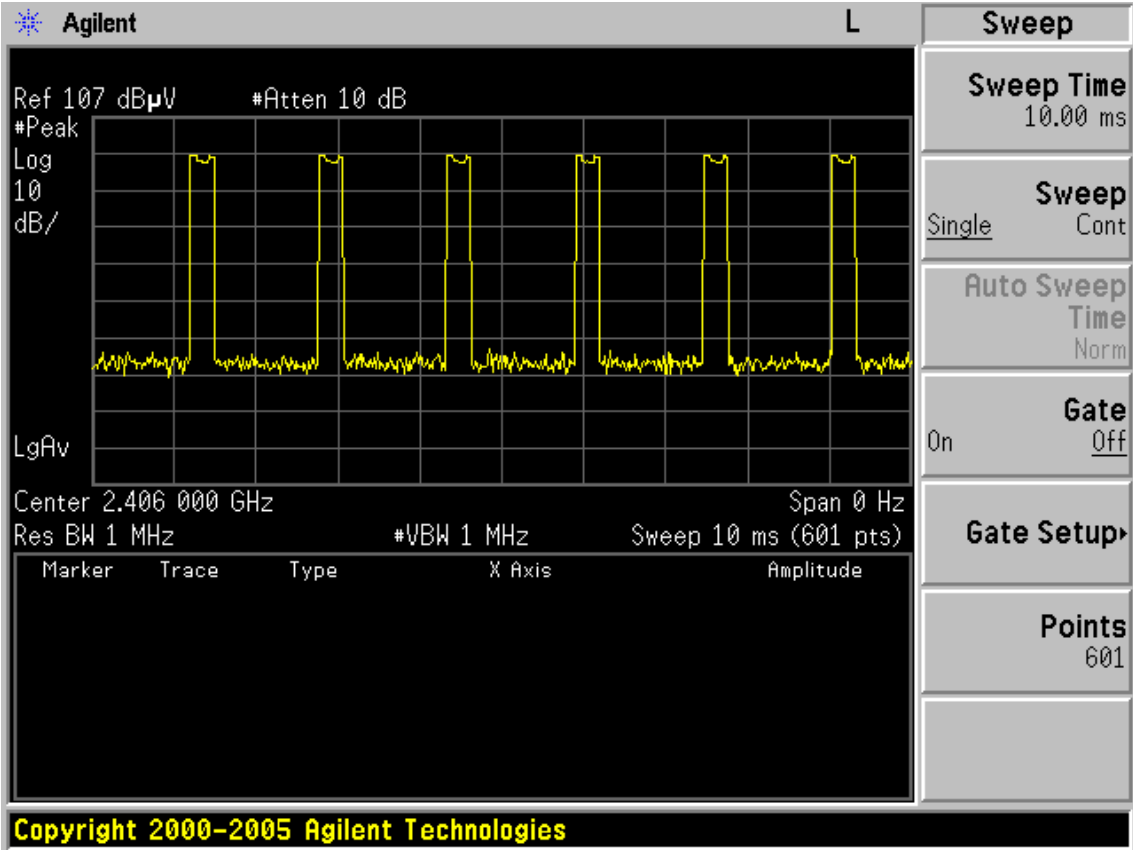 Agilent L
Ref 107 dBµV #Atten 10 dB
#Peak
Log
10
dB/
LgAv
Center 2.406 000 GHz Span 0 Hz
Res BW 1 MHz #VBW 1 MHz Sweep 10 ms (601 pts)
Marker Trace Type X Axis Amplitude
Sweep
Sweep Time
10.00 ms
Sweep
Single Cont
Auto Sweep
Time
Norm
Gate
On Off
Gate Setup▸
Points
601
Copyright 2000-2005 Agilent Technologies